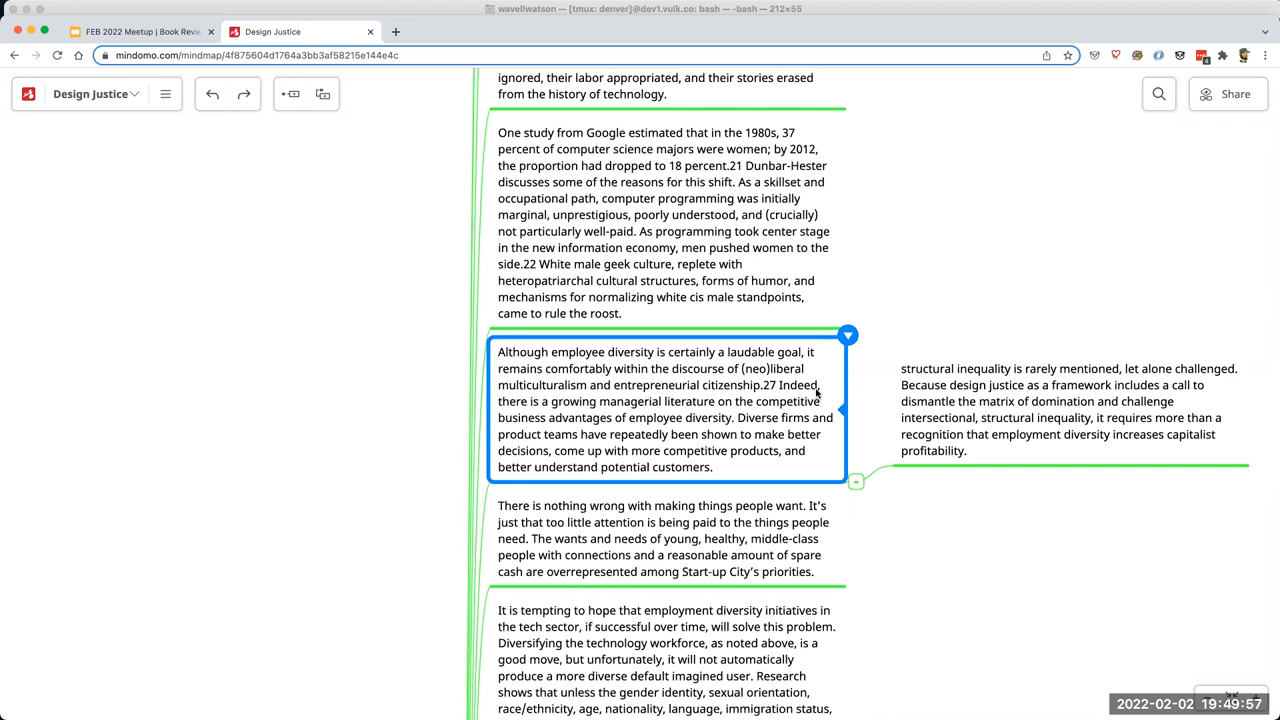 wavellwatson — [tmux: denver]@dev1.vulk.co: bash — -bash — 212×55
FEB 2022 Meetup | Book Revie
Design Justice
mindomo.com/mindmap/4f875604d1764a3bb3af58215e144e4c
Design Justice
Share
ignored, their labor appropriated, and their stories erased
from the history of technology.
One study from Google estimated that in the 1980s, 37
percent of computer science majors were women; by 2012,
the proportion had dropped to 18 percent.21 Dunbar-Hester
discusses some of the reasons for this shift. As a skillset and
occupational path, computer programming was initially
marginal, unprestigious, poorly understood, and (crucially)
not particularly well-paid. As programming took center stage
in the new information economy, men pushed women to the
side.22 White male geek culture, replete with
heteropatriarchal cultural structures, forms of humor, and
mechanisms for normalizing white cis male standpoints,
came to rule the roost.
Although employee diversity is certainly a laudable goal, it
remains comfortably within the discourse of (neo)liberal
multiculturalism and entrepreneurial citizenship.27 Indeed,
there is a growing managerial literature on the competitive
business advantages of employee diversity. Diverse firms and
product teams have repeatedly been shown to make better
decisions, come up with more competitive products, and
better understand potential customers.
structural inequality is rarely mentioned, let alone challenged.
Because design justice as a framework includes a call to
dismantle the matrix of domination and challenge
intersectional, structural inequality, it requires more than a
recognition that employment diversity increases capitalist
profitability.
There is nothing wrong with making things people want. It’s
just that too little attention is being paid to the things people
need. The wants and needs of young, healthy, middle-class
people with connections and a reasonable amount of spare
cash are overrepresented among Start-up City’s priorities.
It is tempting to hope that employment diversity initiatives in
the tech sector, if successful over time, will solve this problem.
Diversifying the technology workforce, as noted above, is a
good move, but unfortunately, it will not automatically
produce a more diverse default imagined user. Research
shows that unless the gender identity, sexual orientation,
race/ethnicity, age, nationality, language, immigration status,
2022-02-02 19:49:57